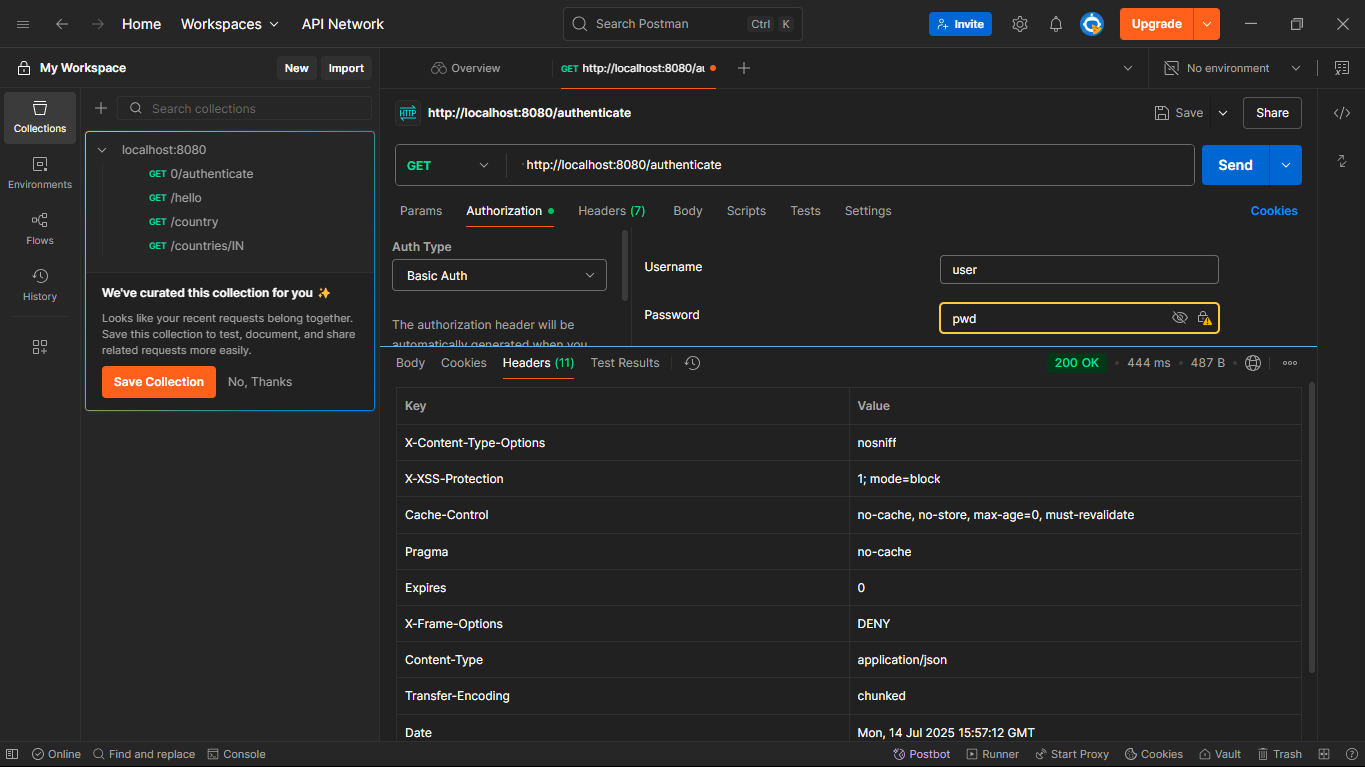 Home
Workspaces
API Network
Search Postman
Ctrl
K
Invite
Upgrade
My Workspace
New
Import
Overview
GET http://localhost:8080/au
No environment
Collections
Environments
Flows
History
Search collections
localhost:8080
GET 0/authenticate
GET /hello
GET /country
GET /countries/IN
We've curated this collection for you ✨
Looks like your recent requests belong together.
Save this collection to test, document, and share
related requests more easily.
Save Collection
No, Thanks
HTTP
http://localhost:8080/authenticate
Save
Share
GET
http://localhost:8080/authenticate
Send
Params
Authorization
Headers (7)
Body
Scripts
Tests
Settings
Cookies
Auth Type
Basic Auth
The authorization header will be
automatically generated when you
Username
user
Password
pwd
Body
Cookies
Headers (11)
Test Results
200 OK
444 ms
487 B
Key Value
X-Content-Type-Options nosniff
X-XSS-Protection 1; mode=block
Cache-Control no-cache, no-store, max-age=0, must-revalidate
Pragma no-cache
Expires 0
X-Frame-Options DENY
Content-Type application/json
Transfer-Encoding chunked
Date Mon, 14 Jul 2025 15:57:12 GMT
Online
Find and replace
Console
Postbot
Runner
Start Proxy
Cookies
Vault
Trash